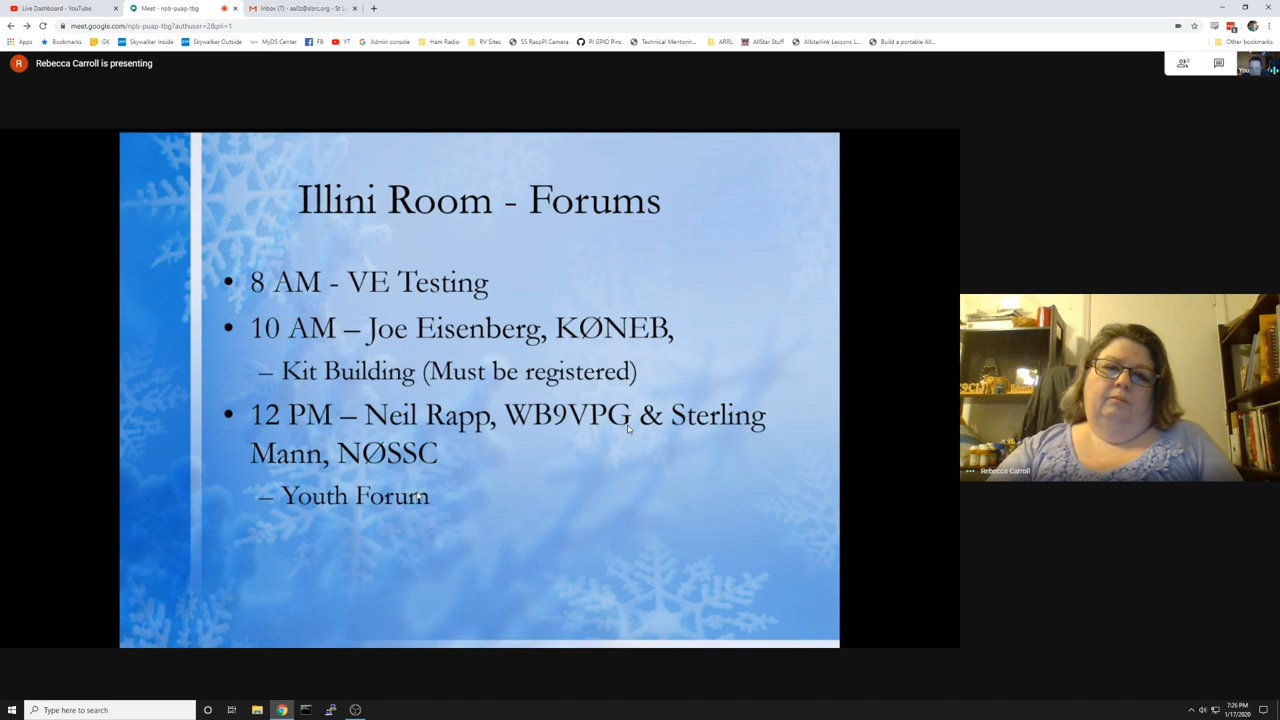 Live Dashboard - YouTube
Meet - npb-puap-tbg
Inbox (7) - aa0z@slsrc.org - St L
meet.google.com/npb-puap-tbg?authuser=2&pli=1
Apps Bookmarks GK Skywalker Inside Skywalker Outside MyDS Center FB YT Admin console Ham Radio RV Sites SS RaspPI Camera PI GPIO Pins Technical Mentorin... ARRL AllStar Stuff Allstarlink Lessons L... Build a portable All... Other bookmarks
R Rebecca Carroll is presenting
You
Illini Room - Forums
• 8 AM - VE Testing
• 10 AM – Joe Eisenberg, KØNEB,
– Kit Building (Must be registered)
• 12 PM – Neil Rapp, WB9VPG & Sterling
Mann, NØSSC
– Youth Forum
Rebecca Carroll
Type here to search
7:26 PM
1/17/2020